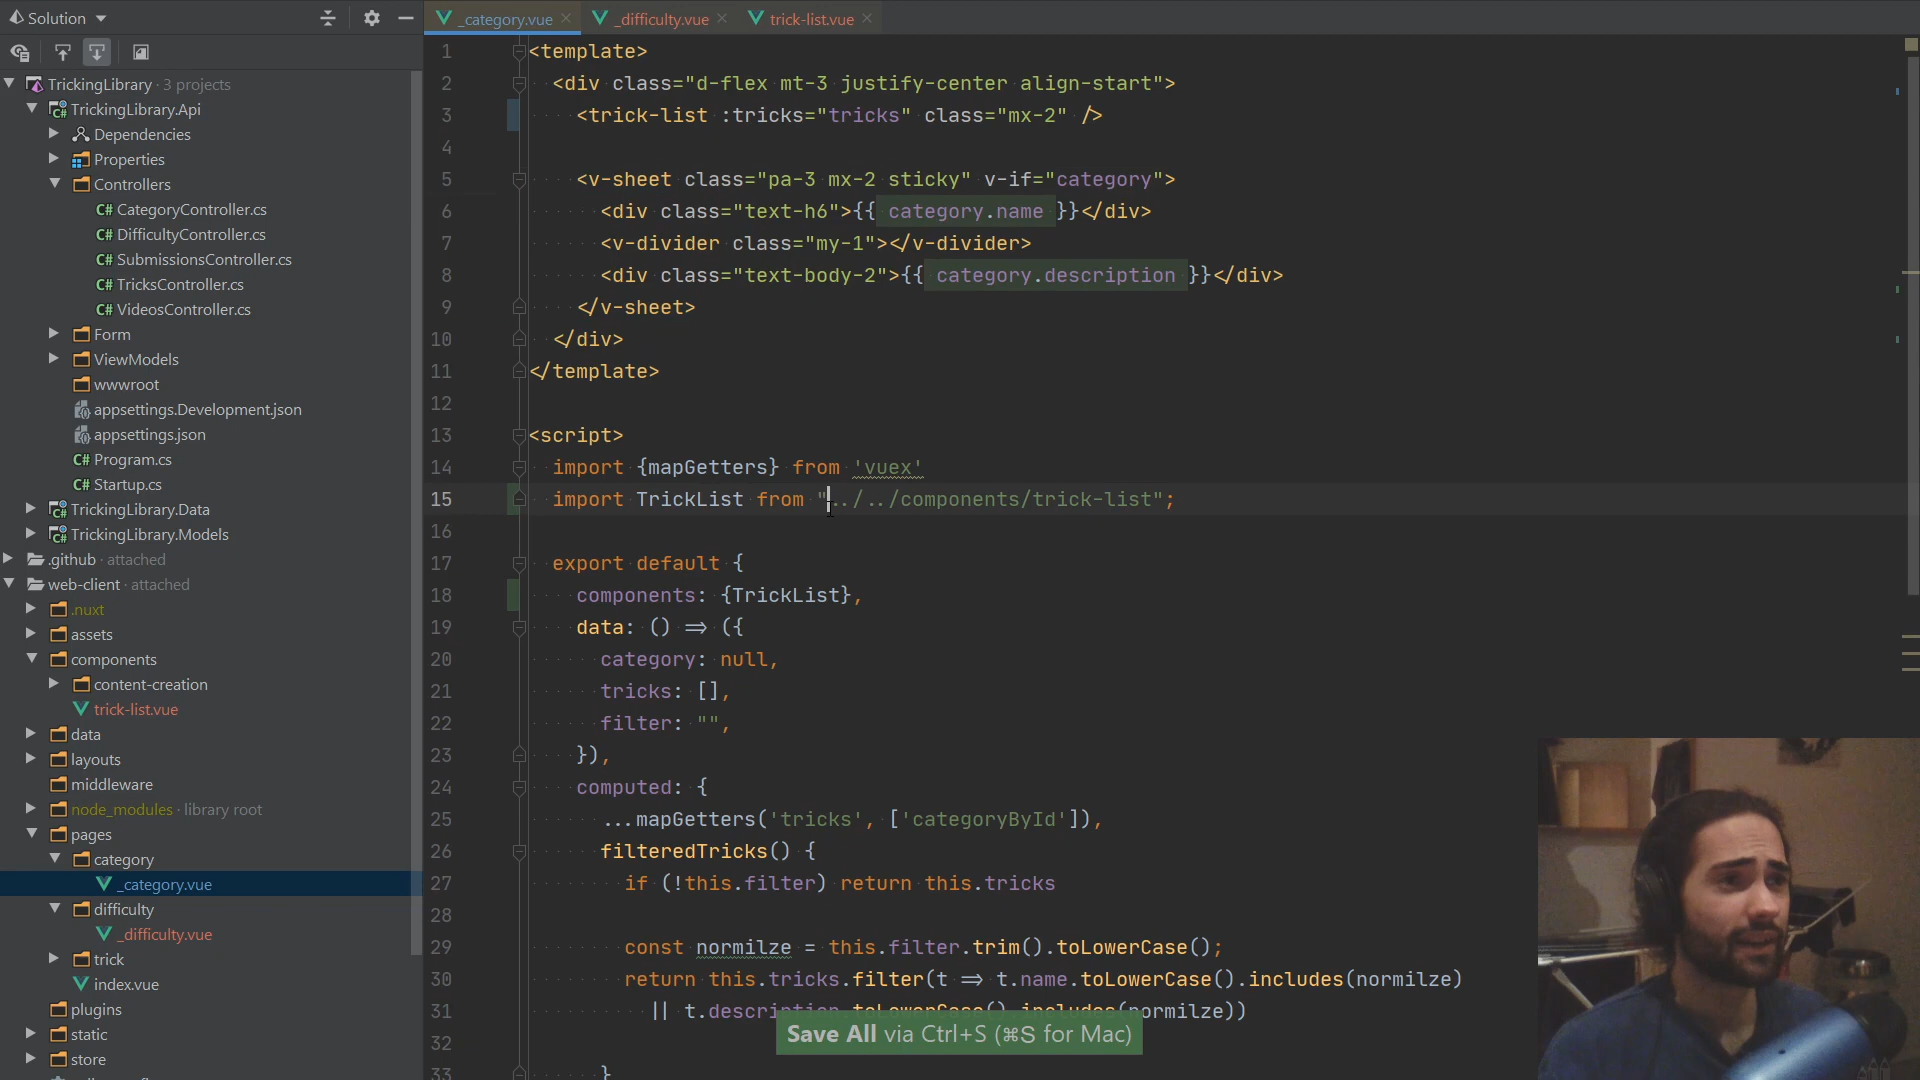 Solution
TrickingLibrary · 3 projects
TrickingLibrary.Api
Dependencies
Properties
Controllers
C# CategoryController.cs
C# DifficultyController.cs
C# SubmissionsController.cs
C# TricksController.cs
C# VideosController.cs
Form
ViewModels
wwwroot
appsettings.Development.json
appsettings.json
C# Program.cs
C# Startup.cs
TrickingLibrary.Data
TrickingLibrary.Models
.github · attached
web-client · attached
.nuxt
assets
components
content-creation
trick-list.vue
data
layouts
middleware
node_modules · library root
pages
category
_category.vue
difficulty
_difficulty.vue
trick
index.vue
plugins
static
store
_category.vue
_difficulty.vue
trick-list.vue
1 <template>
2 <div class="d-flex mt-3 justify-center align-start">
3 <trick-list :tricks="tricks" class="mx-2" />
4
5 <v-sheet class="pa-3 mx-2 sticky" v-if="category">
6 <div class="text-h6">{{ category.name }}</div>
7 <v-divider class="my-1"></v-divider>
8 <div class="text-body-2">{{ category.description }}</div>
9 </v-sheet>
10 </div>
11 </template>
12
13 <script>
14 import {mapGetters} from 'vuex'
15 import TrickList from "../../components/trick-list";
16
17 export default {
18 components: {TrickList},
19 data: () => ({
20 category: null,
21 tricks: [],
22 filter: "",
23 }),
24 computed: {
25 ...mapGetters('tricks', ['categoryById']),
26 filteredTricks() {
27 if (!this.filter) return this.tricks
28
29 const normilze = this.filter.trim().toLowerCase();
30 return this.tricks.filter(t => t.name.toLowerCase().includes(normilze)
31 || t.description.toLowerCase().includes(normilze))
32
33 }
Save All via Ctrl+S (⌘S for Mac)